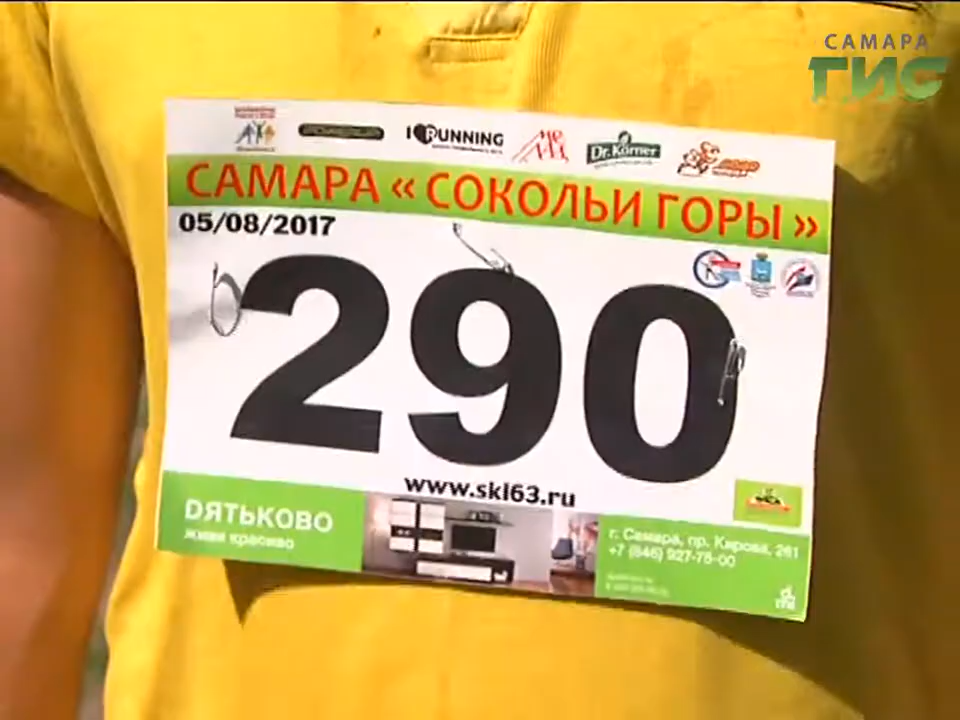 САМАРА
ГИС
I RUNNING
Dr. Körner
САМАРА « СОКОЛЬИ ГОРЫ »
05/08/2017
290
www.ski63.ru
DЯТЬКОВО
живи красиво
г. Самара, пр. Кирова, 261
+7 (846) 927-75-00